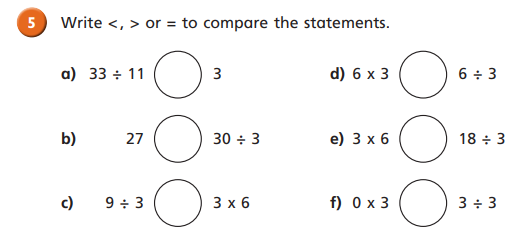 5 Write <, > or = to compare the statements.
a) 33 ÷ 11 3
d) 6 x 3 6 ÷ 3
b) 27 30 ÷ 3
e) 3 x 6 18 ÷ 3
c) 9 ÷ 3 3 x 6
f) 0 x 3 3 ÷ 3